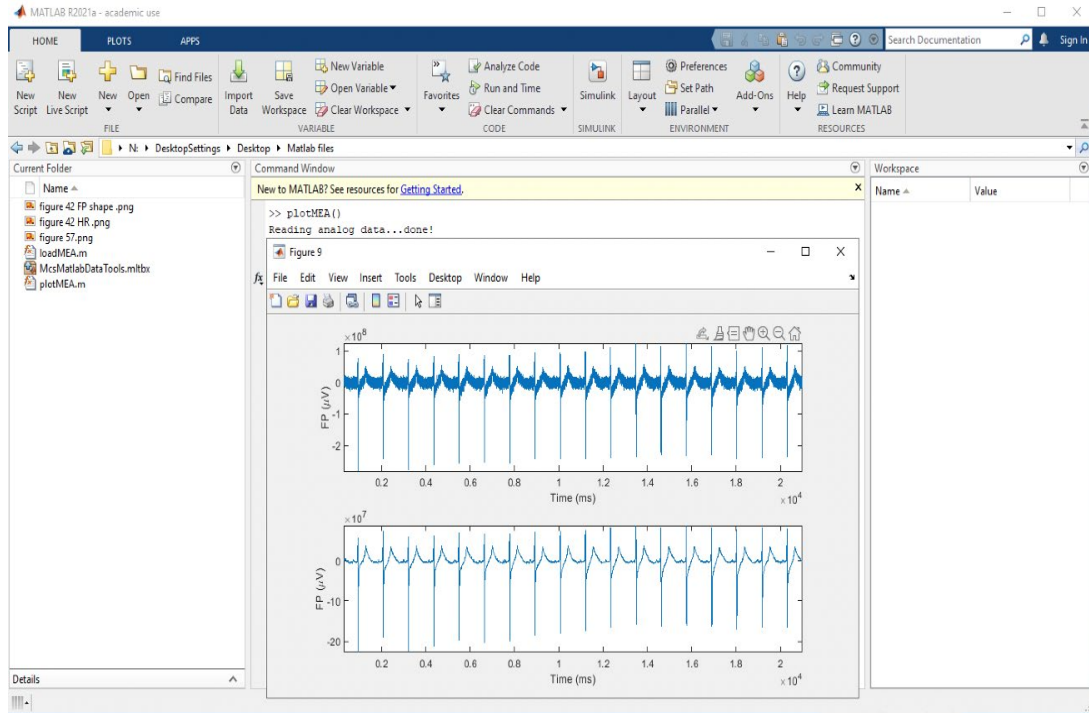 MATLAB R2021a - academic use
HOME PLOTS APPS
Search Documentation Sign In
New Script
New Live Script
New
Open
Find Files
Compare
Import Data
Save Workspace
New Variable
Open Variable
Clear Workspace
Favorites
Analyze Code
Run and Time
Clear Commands
Simulink
Layout
Preferences
Set Path
Parallel
Add-Ons
Help
Community
Request Support
Learn MATLAB
FILE VARIABLE CODE SIMULINK ENVIRONMENT RESOURCES
N: DesktopSettings Desktop Matlab files
Current Folder
Name
figure 42 FP shape .png
figure 42 HR .png
figure 57.png
loadMEA.m
McsMatlabDataTools.mltbx
plotMEA.m
Details
Command Window
New to MATLAB? See resources for Getting Started. x
>> plotMEA()
Reading analog data...done!
fx
Figure 9
File Edit View Insert Tools Desktop Window Help
×10⁸
1
0
-1
-2
FP (μV)
0.2 0.4 0.6 0.8 1 1.2 1.4 1.6 1.8 2
Time (ms)
×10⁴
×10⁷
0
-10
-20
FP (μV)
0.2 0.4 0.6 0.8 1 1.2 1.4 1.6 1.8 2
Time (ms)
×10⁴
Workspace
Name Value